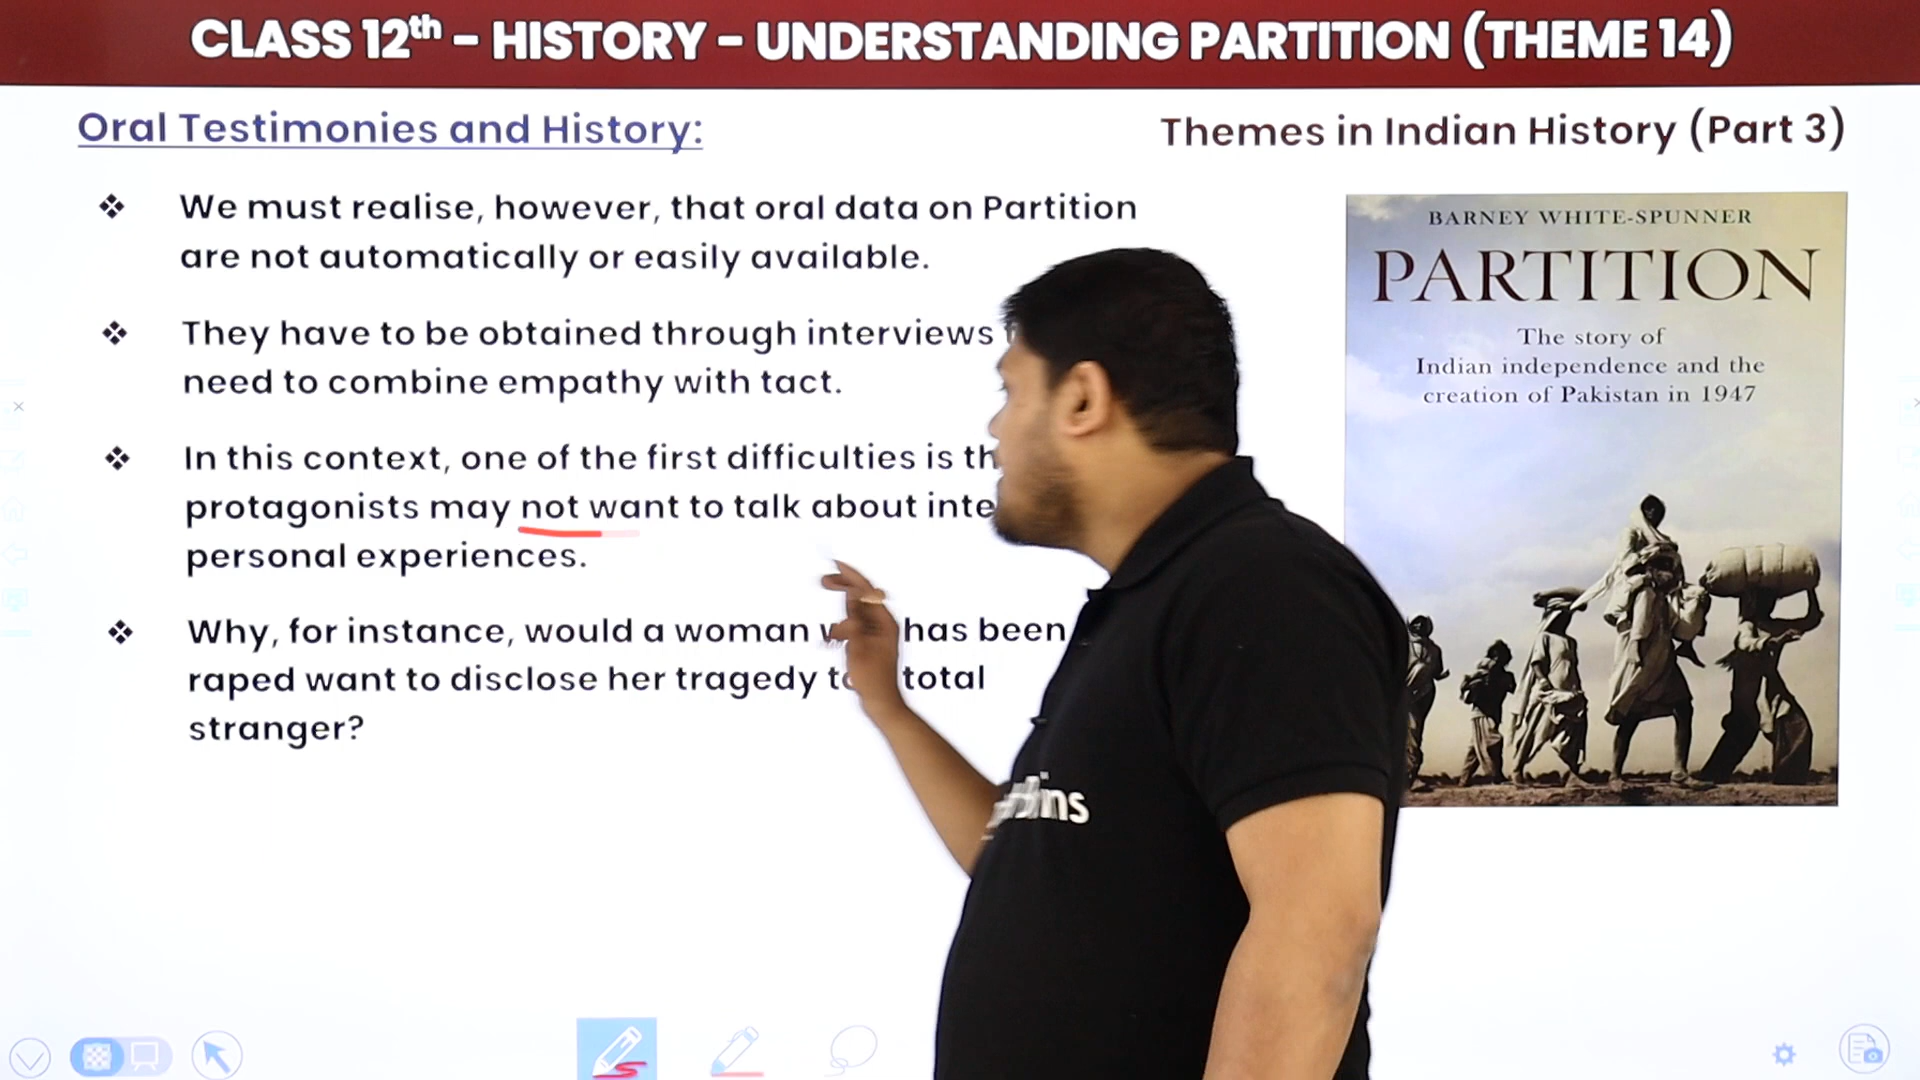 CLASS 12th - HISTORY - UNDERSTANDING PARTITION (THEME 14)
Oral Testimonies and History:
Themes in Indian History (Part 3)
❖ We must realise, however, that oral data on Partition
are not automatically or easily available.
❖ They have to be obtained through interviews
need to combine empathy with tact.
❖ In this context, one of the first difficulties is
protagonists may not want to talk about
personal experiences.
❖ Why, for instance, would a woman has been
raped want to disclose her tragedy total
stranger?
BARNEY WHITE-SPUNNER
PARTITION
The story of
Indian independence and the
creation of Pakistan in 1947